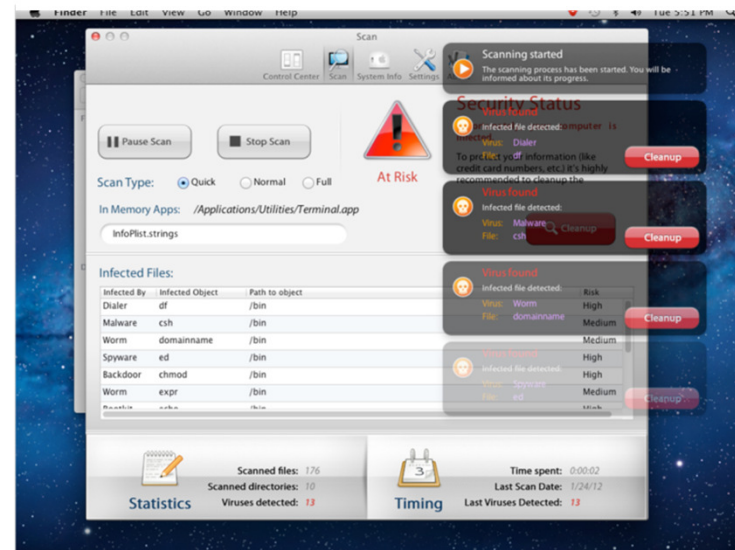 Finder File Edit View Go Window Help
Tue 5:51 PM
Scan
Control Center Scan System Info Settings
Scanning started
The scanning process has been started. You will be
informed about its progress.
Security Status
Pause Scan
Stop Scan
At Risk
computer is
To protect your information (like
credit card numbers, etc.) it's highly
recommended to cleanup the
Cleanup
Scan Type: Quick Normal Full
In Memory Apps: /Applications/Utilities/Terminal.app
InfoPlist.strings
Virus found
Infected file detected:
Virus: Dialer
File: df
Cleanup
Virus found
Infected file detected:
Virus: Malware
File: csh
Cleanup
Virus found
Infected file detected:
Virus: Worm
File: domainname
Cleanup
Virus found
Infected file detected:
Virus: Spyware
File: ed
Cleanup
Infected Files:
Infected By Infected Object Path to object Risk
Dialer df /bin High
Malware csh /bin Medium
Worm domainname /bin Medium
Spyware ed /bin High
Backdoor chmod /bin High
Worm expr /bin Medium
Statistics
Scanned files: 176
Scanned directories: 10
Viruses detected: 13
3
Timing
Time spent: 0:00:02
Last Scan Date: 1/24/12
Last Viruses Detected: 13